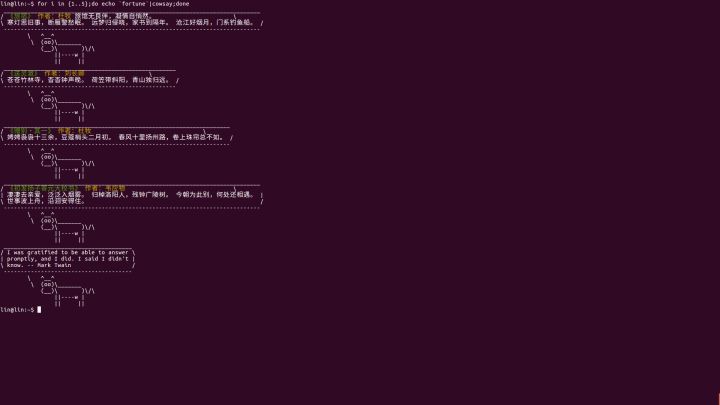 lin@lin:~$ for i in {1..5};do echo `fortune`|cowsay;done
/ 《旅宿》 作者：杜牧 旅馆无良伴，凝情自悄然。 \
\ 寒灯思旧事，断雁警愁眠。 远梦归侵晓，家书到隔年。 沧江好烟月，门系钓鱼船。 /
\ ^__^
\ (oo)\_______
(__)\ )\/\
||----w |
|| ||
/ 《送灵澈》 作者：刘长卿 \
\ 苍苍竹林寺，杳杳钟声晚。 荷笠带斜阳，青山独归远。 /
\ ^__^
\ (oo)\_______
(__)\ )\/\
||----w |
|| ||
/ 《赠别·其一》 作者：杜牧 \
\ 娉娉袅袅十三余，豆蔻梢头二月初。 春风十里扬州路，卷上珠帘总不如。 /
\ ^__^
\ (oo)\_______
(__)\ )\/\
||----w |
|| ||
/ 《初发扬子寄元大校书》 作者：韦应物 \
| 凄凄去亲爱，泛泛入烟雾。 归棹洛阳人，残钟广陵树。 今朝为此别，何处还相遇。 |
\ 世事波上舟，沿洄安得住。 /
\ ^__^
\ (oo)\_______
(__)\ )\/\
||----w |
|| ||
/ I was gratified to be able to answer \
| promptly, and I did. I said I didn't |
\ know. -- Mark Twain /
\ ^__^
\ (oo)\_______
(__)\ )\/\
||----w |
|| ||
lin@lin:~$